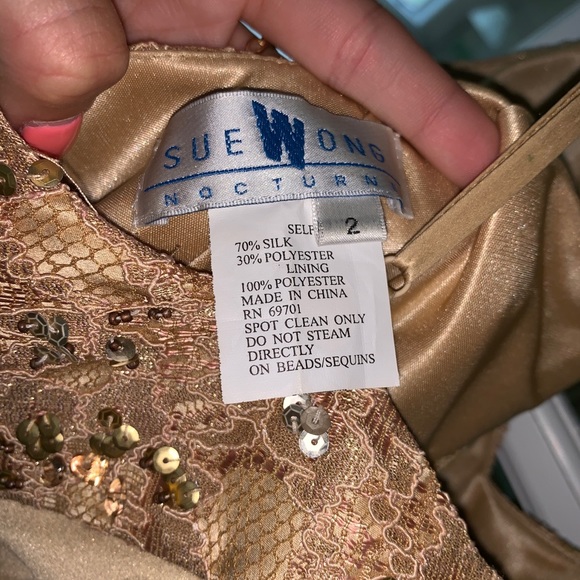 SUE WONG
NOCTURN
2
SELF
70% SILK
30% POLYESTER
LINING
100% POLYESTER
MADE IN CHINA
RN 69701
SPOT CLEAN ONLY
DO NOT STEAM
DIRECTLY
ON BEADS/SEQUINS